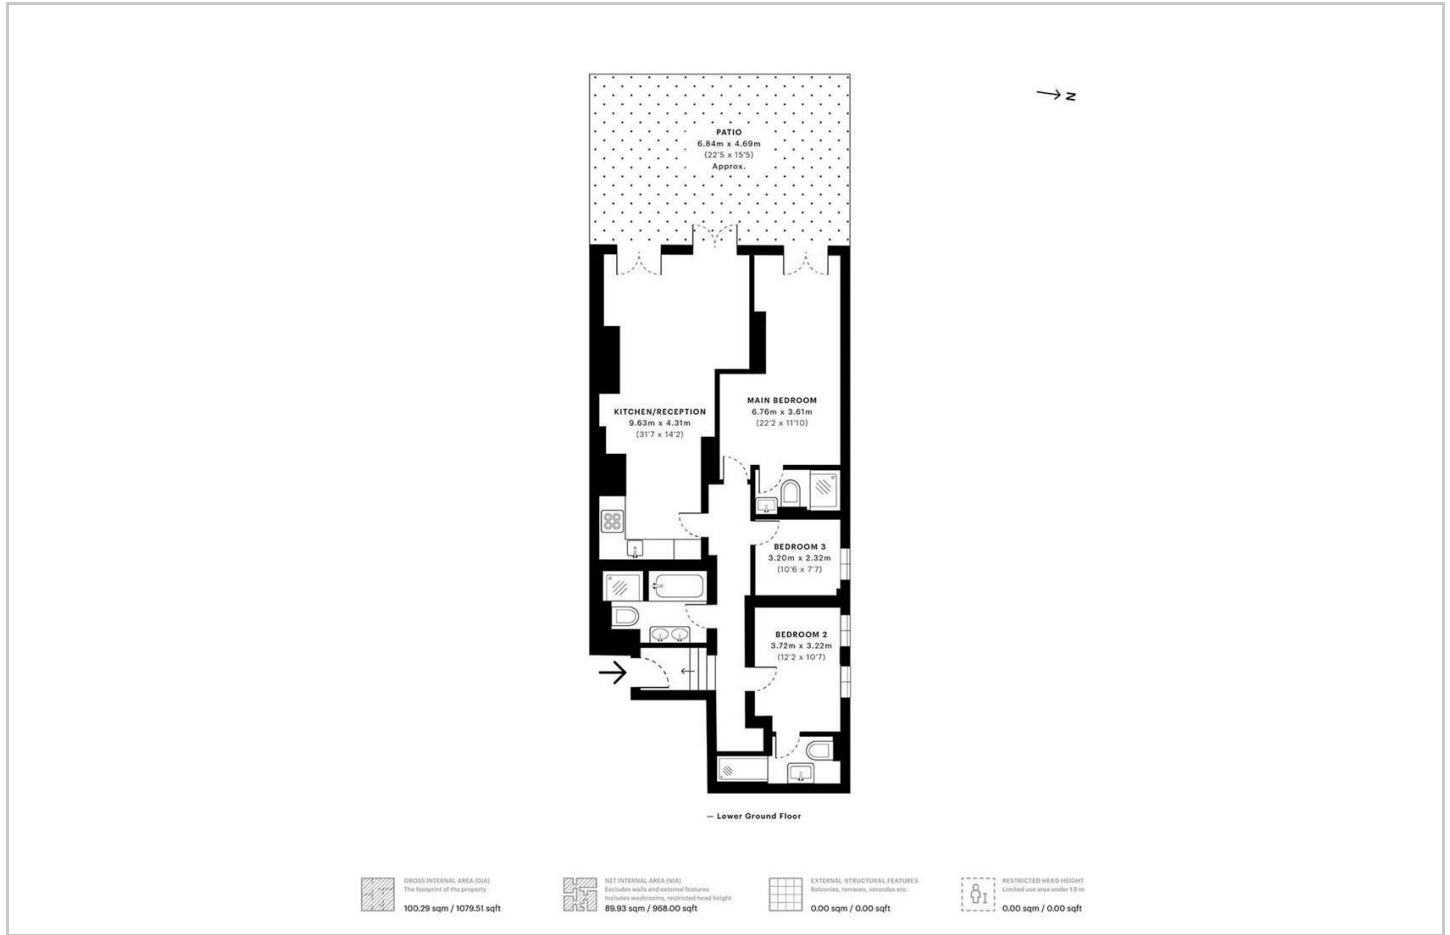 PATIO
6.84m x 4.69m
(22'5 x 15'5)
Approx.
N
KITCHEN/RECEPTION
9.63m x 4.31m
(31'7 x 14'2)
MAIN BEDROOM
6.76m x 3.61m
(22'2 x 11'10)
BEDROOM 3
3.20m x 2.32m
(10'6 x 7'7)
BEDROOM 2
3.72m x 3.22m
(12'2 x 10'7)
— Lower Ground Floor
GROSS INTERNAL AREA (GIA)
The footprint of the property
100.29 sqm / 1079.51 sqft
NET INTERNAL AREA (NIA)
Excludes walls and external features
Includes washrooms, restricted head height
89.93 sqm / 968.00 sqft
EXTERNAL STRUCTURAL FEATURES
Balconies, terraces, verandas etc.
0.00 sqm / 0.00 sqft
RESTRICTED HEAD HEIGHT
Limited use area under 1.5 m
0.00 sqm / 0.00 sqft